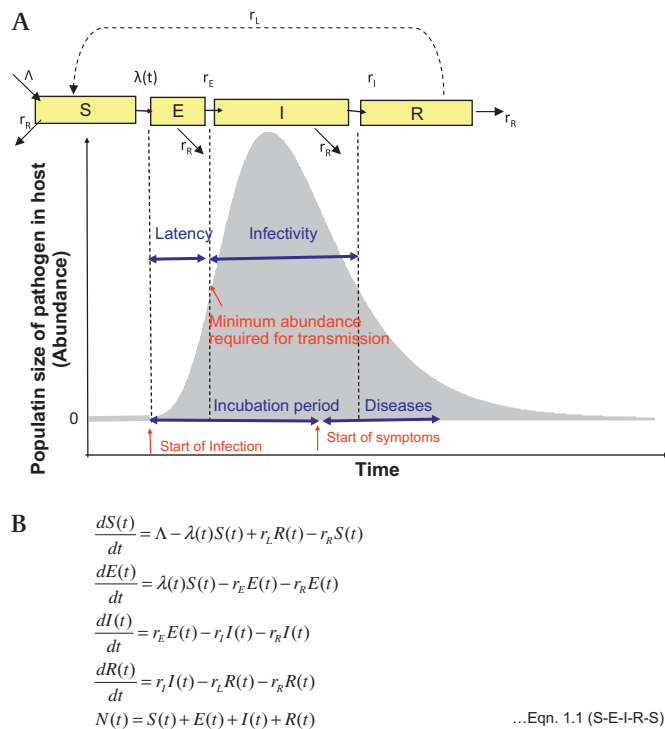 A
r_L
Λ λ(t) r_E r_I
S E I R
r_R r_R r_R r_R
Latency Infectivity
Minimum abundance
required for transmission
Populatin size of pathogen in host
(Abundance)
0
Incubation period Diseases
Start of Infection Start of symptoms
Time
B
dS(t)/dt = Λ − λ(t)S(t) + r_L R(t) − r_R S(t)
dE(t)/dt = λ(t)S(t) − r_E E(t) − r_R E(t)
dI(t)/dt = r_E E(t) − r_I I(t) − r_R I(t)
dR(t)/dt = r_I I(t) − r_L R(t) − r_R R(t)
N(t) = S(t) + E(t) + I(t) + R(t) ...Eqn. 1.1 (S-E-I-R-S)